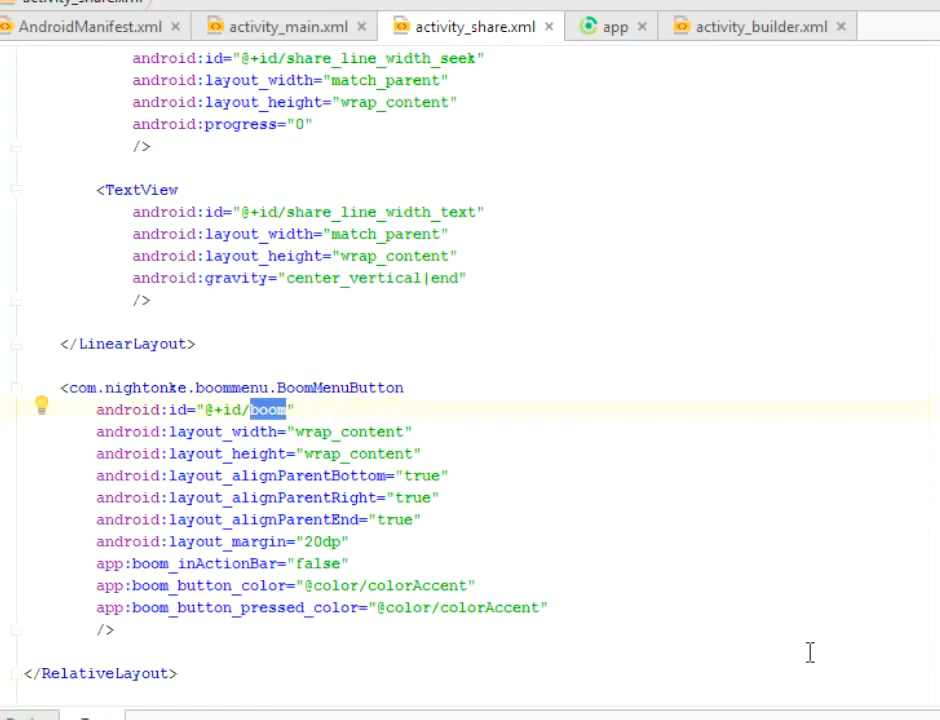 AndroidManifest.xml
activity_main.xml
activity_share.xml
app
activity_builder.xml
android:id="@+id/share_line_width_seek"
android:layout_width="match_parent"
android:layout_height="wrap_content"
android:progress="0"
/>
<TextView
android:id="@+id/share_line_width_text"
android:layout_width="match_parent"
android:layout_height="wrap_content"
android:gravity="center_vertical|end"
/>
</LinearLayout>
<com.nightonke.boommenu.BoomMenuButton
android:id="@+id/boom"
android:layout_width="wrap_content"
android:layout_height="wrap_content"
android:layout_alignParentBottom="true"
android:layout_alignParentRight="true"
android:layout_alignParentEnd="true"
android:layout_margin="20dp"
app:boom_inActionBar="false"
app:boom_button_color="@color/colorAccent"
app:boom_button_pressed_color="@color/colorAccent"
/>
</RelativeLayout>